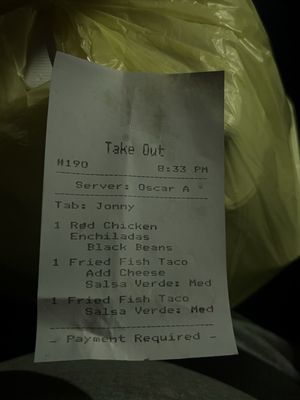 Take Out
#190 8:33 PM
Server: Oscar A
Tab: Jonny
1 Red Chicken
Enchiladas
Black Beans
1 Fried Fish Taco
Add Cheese
Salsa Verde: Med
1 Fried Fish Taco
Salsa Verde: Med
- Payment Required -